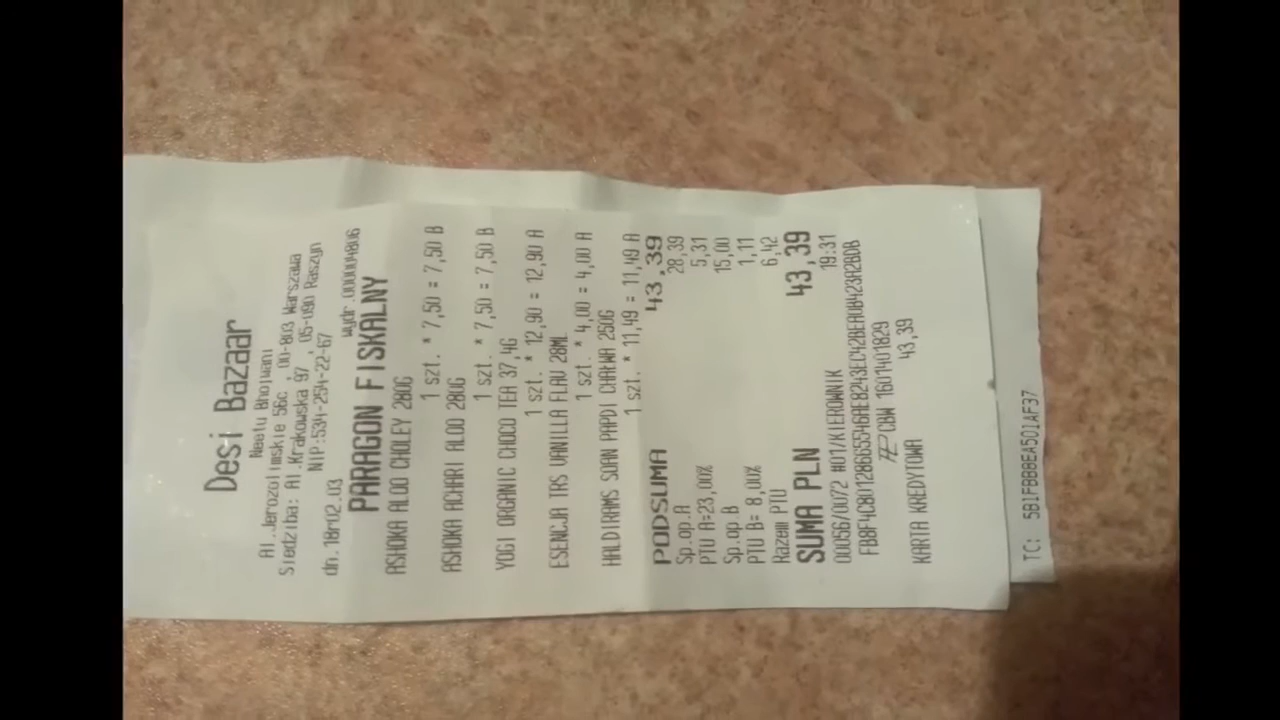 Desi Bazaar
Neetu Bhojwani
Al.Jerozolimskie 56c , 00-803 Warszawa
Siedziba: Al.Krakowska 97 , 05-090 Raszyn
NIP:534-254-22-67
dn.18r02.03 wydr.000004806
PARAGON FISKALNY
ASHOKA ALOO CHOLEY 280G
1 szt. * 7,50 = 7,50 B
ASHOKA ACHARI ALOO 280G
1 szt. * 7,50 = 7,50 B
YOGI ORGANIC CHOCO TEA 37,4G
1 szt. * 12,90 = 12,90 A
ESENCJA TRS VANILLA FLAV 28ML
1 szt. * 4,00 = 4,00 A
HALDIRAMS SOAN PAPDI CHAŁWA 250G
1 szt. * 11,49 = 11,49 A
PODSUMA 43,39
Sp.op.A 28,39
PTU A=23,00% 5,31
Sp.op.B 15,00
PTU B= 8,00% 1,11
Razem PTU 6,42
SUMA PLN 43,39
00056/0072 #01/KIEROWNIK 19:31
CBW 1601401829
KARTA KREDYTOWA 43,39
TC: 5B1FBBBEA501AF37